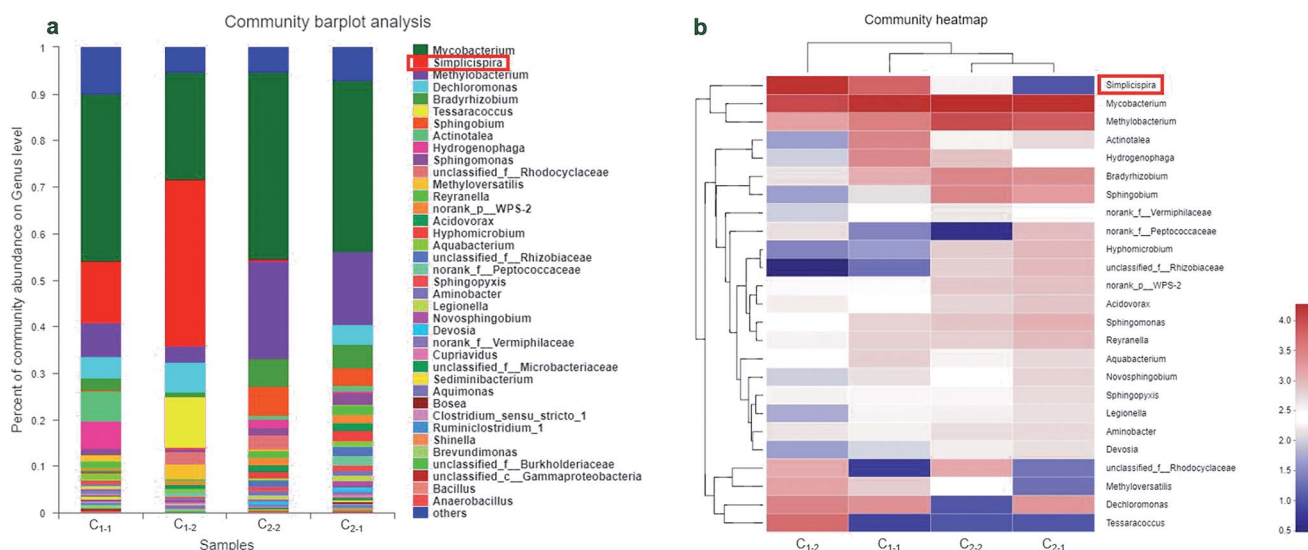 a
Community barplot analysis
Percent of community abundance on Genus level
1
0.9
0.8
0.7
0.6
0.5
0.4
0.3
0.2
0.1
0
C1-1
C1-2
C2-2
C2-1
Samples
Mycobacterium
Simplicispira
Methylobacterium
Dechloromonas
Bradyrhizobium
Tessaracoccus
Sphingobium
Actinotalea
Hydrogenophaga
Sphingomonas
unclassified_f__Rhodocyclaceae
Methyloversatilis
Reyranella
norank_p__WPS-2
Acidovorax
Hyphomicrobium
Aquabacterium
unclassified_f__Rhizobiaceae
norank_f__Peptococcaceae
Sphingopyxis
Aminobacter
Legionella
Novosphingobium
Devosia
norank_f__Vermiphilaceae
Cupriavidus
unclassified_f__Microbacteriaceae
Sediminibacterium
Aquimonas
Bosea
Clostridium_sensu_stricto_1
Ruminiclostridium_1
Shinella
Brevundimonas
unclassified_f__Burkholderiaceae
unclassified_c__Gammaproteobacteria
Bacillus
Anaerobacillus
others
b
Community heatmap
Simplicispira
Mycobacterium
Methylobacterium
Actinotalea
Hydrogenophaga
Bradyrhizobium
Sphingobium
norank_f__Vermiphilaceae
norank_f__Peptococcaceae
Hyphomicrobium
unclassified_f__Rhizobiaceae
norank_p__WPS-2
Acidovorax
Sphingomonas
Reyranella
Aquabacterium
Novosphingobium
Sphingopyxis
Legionella
Aminobacter
Devosia
unclassified_f__Rhodocyclaceae
Methyloversatilis
Dechloromonas
Tessaracoccus
C1-2
C1-1
C2-2
C2-1
4.0
3.5
3.0
2.5
2.0
1.5
1.0
0.5